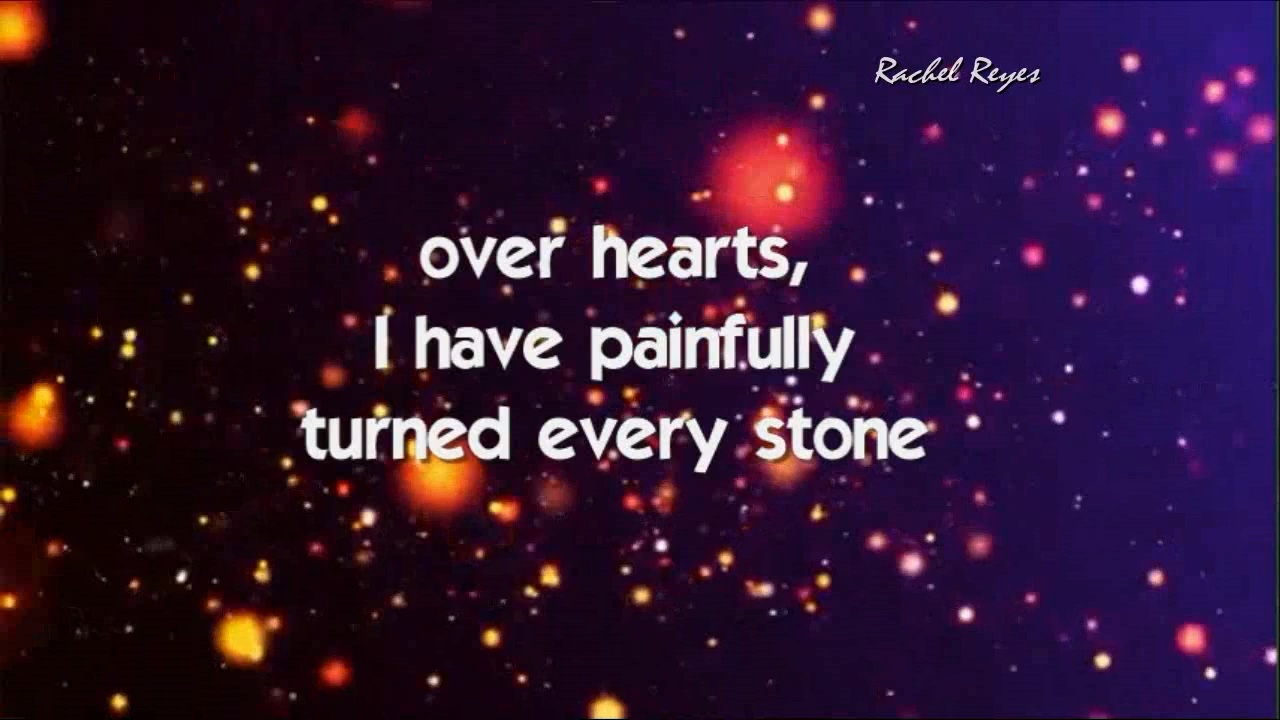 Rachel Reyes
over hearts,
I have painfully
turned every stone